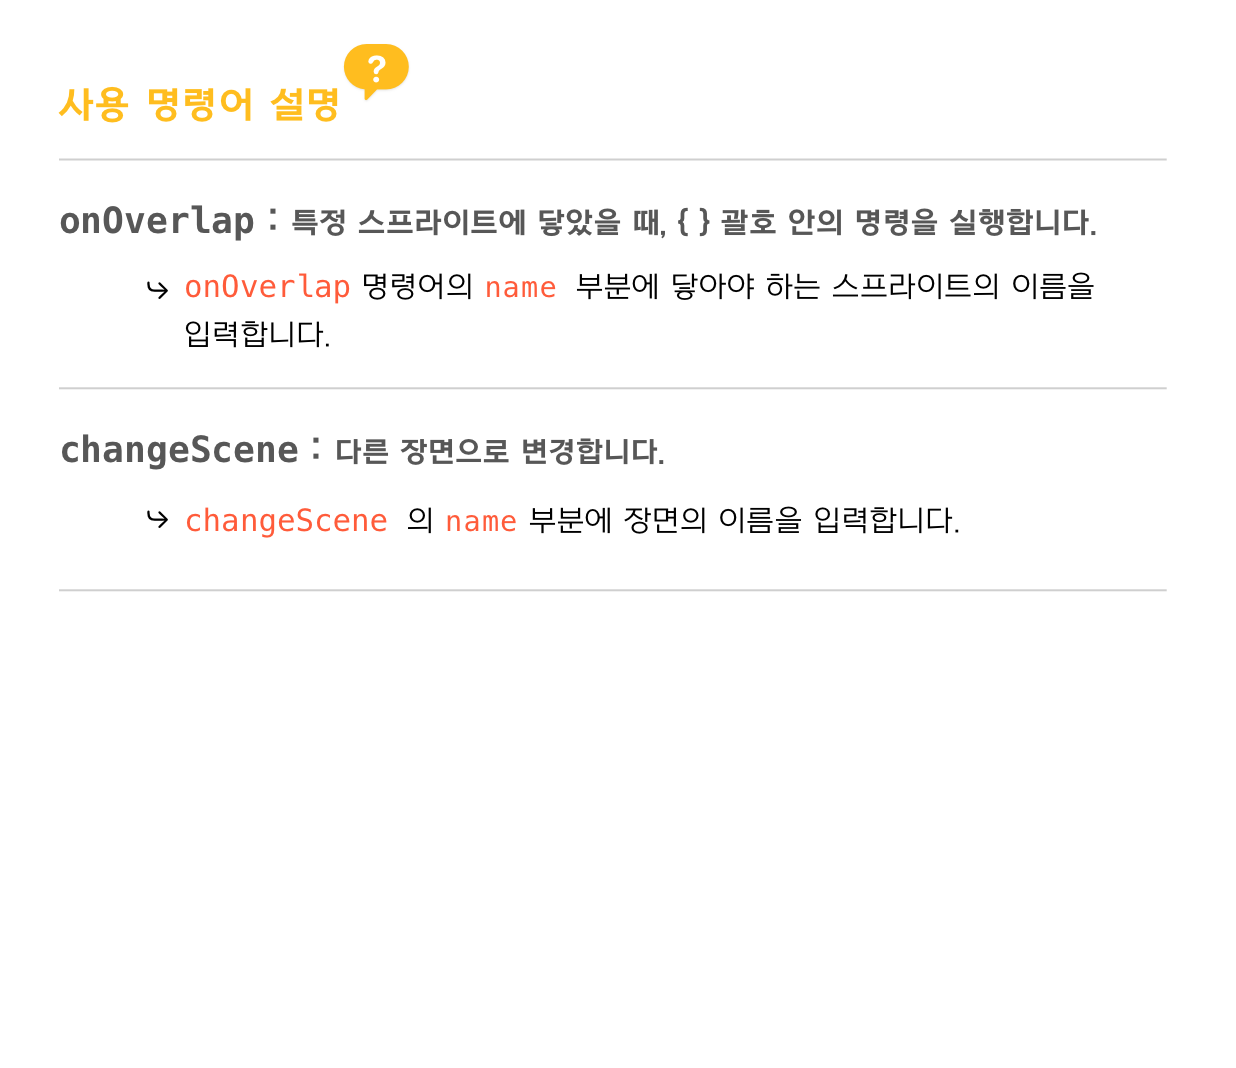 사용 명령어 설명 ?
onOverlap : 특정 스프라이트에 닿았을 때, { } 괄호 안의 명령을 실행합니다.
↪ onOverlap 명령어의 name 부분에 닿아야 하는 스프라이트의 이름을
입력합니다.
changeScene : 다른 장면으로 변경합니다.
↪ changeScene 의 name 부분에 장면의 이름을 입력합니다.